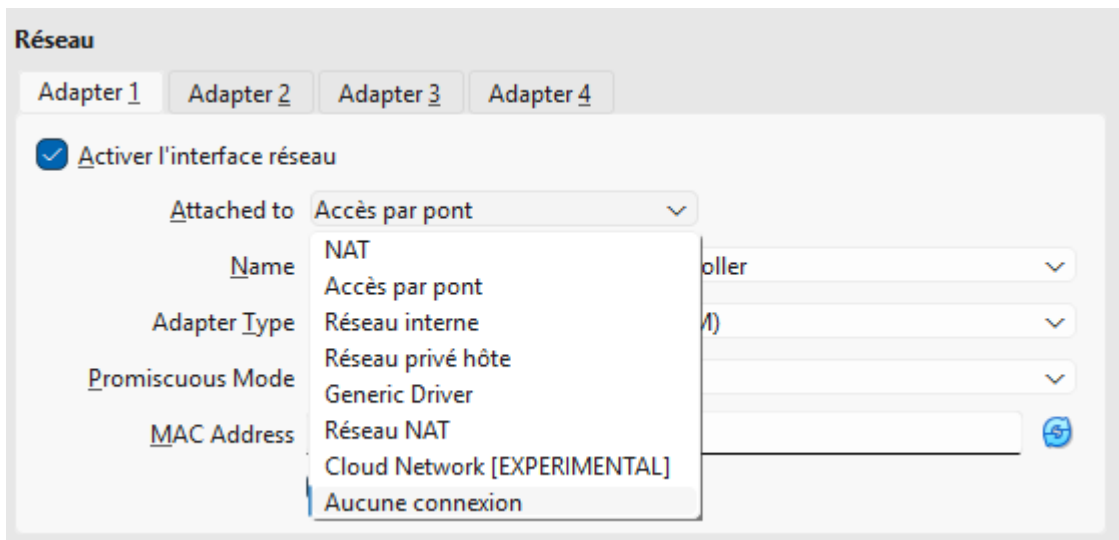 Réseau
Adapter 1 Adapter 2 Adapter 3 Adapter 4
Activer l'interface réseau
Attached to Accès par pont
NAT
Name oller
Accès par pont
Adapter Type Réseau interne M)
Réseau privé hôte
Promiscuous Mode
Generic Driver
MAC Address Réseau NAT
Cloud Network [EXPERIMENTAL]
Aucune connexion